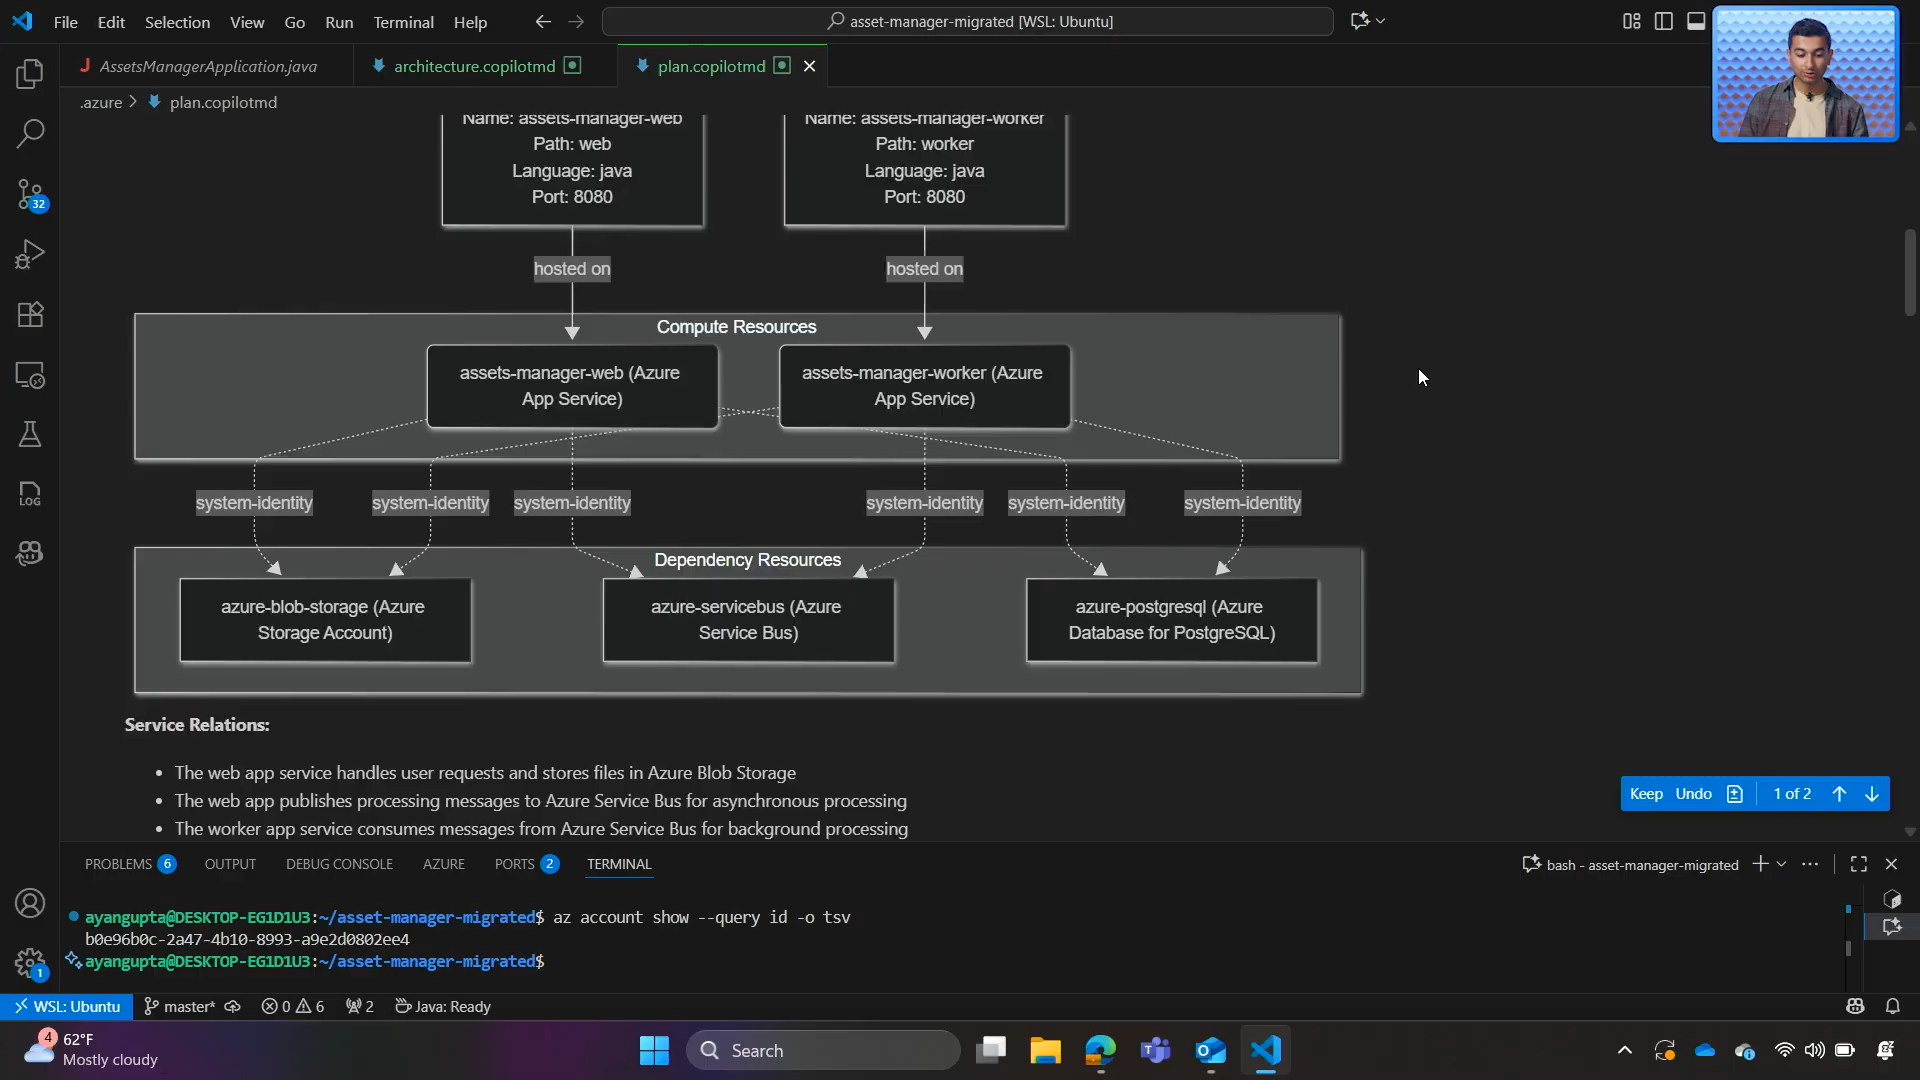 File Edit Selection View Go Run Terminal Help
asset-manager-migrated [WSL: Ubuntu]
AssetsManagerApplication.java
architecture.copilotmd
plan.copilotmd
.azure > plan.copilotmd
Name: assets-manager-web
Path: web
Language: java
Port: 8080
Name: assets-manager-worker
Path: worker
Language: java
Port: 8080
hosted on
hosted on
Compute Resources
assets-manager-web (Azure
App Service)
assets-manager-worker (Azure
App Service)
system-identity
system-identity
system-identity
system-identity
system-identity
system-identity
Dependency Resources
azure-blob-storage (Azure
Storage Account)
azure-servicebus (Azure
Service Bus)
azure-postgresql (Azure
Database for PostgreSQL)
Service Relations:
• The web app service handles user requests and stores files in Azure Blob Storage
• The web app publishes processing messages to Azure Service Bus for asynchronous processing
• The worker app service consumes messages from Azure Service Bus for background processing
Keep Undo 1 of 2
32
LOG
1
PROBLEMS 6 OUTPUT DEBUG CONSOLE AZURE PORTS 2 TERMINAL
bash - asset-manager-migrated
ayangupta@DESKTOP-EG1D1U3:~/asset-manager-migrated$ az account show --query id -o tsv
b0e96b0c-2a47-4b10-8993-a9e2d0802ee4
ayangupta@DESKTOP-EG1D1U3:~/asset-manager-migrated$
WSL: Ubuntu master* 0 6 2 Java: Ready
4
62°F
Mostly cloudy
Search